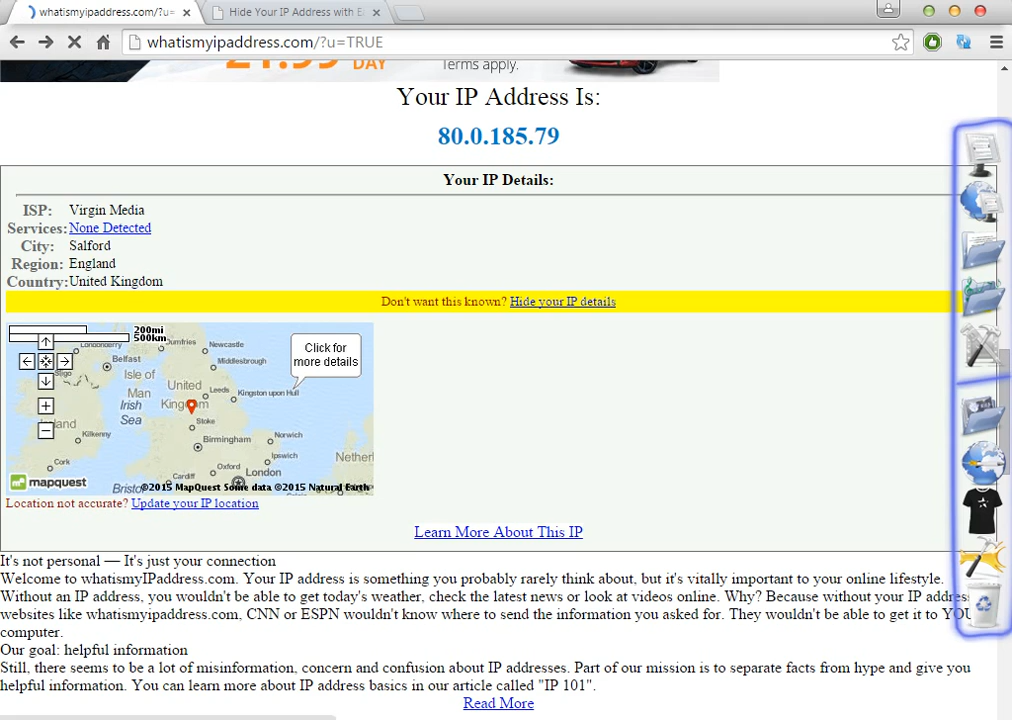 whatismyipaddress.com/?u=
Hide Your IP Address with E
whatismyipaddress.com/?u=TRUE
21.99 DAY
Terms apply.
Your IP Address Is:
80.0.185.79
Your IP Details:
ISP: Virgin Media
Services: None Detected
City: Salford
Region: England
Country: United Kingdom
Don't want this known? Hide your IP details
200mi
500km
Londonderry
Dumfries
Newcastle
Click for
more details
Sligo
Belfast
Middlesbrough
Isle of
Man
United
Kingdom
Leeds
Kingston upon Hull
Irish
Sea
Stoke
Kilkenny
Birmingham
Norwich
Cork
Ipswich
Oxford
Nether
London
Cardiff
Bristol
mapquest
©2015 MapQuest Some data ©2015 Natural Earth
Location not accurate? Update your IP location
Learn More About This IP
It's not personal — It's just your connection
Welcome to whatismyIPaddress.com. Your IP address is something you probably rarely think about, but it's vitally important to your online lifestyle.
Without an IP address, you wouldn't be able to get today's weather, check the latest news or look at videos online. Why? Because without your IP addres
websites like whatismyipaddress.com, CNN or ESPN wouldn't know where to send the information you asked for. They wouldn't be able to get it to YOU
computer.
Our goal: helpful information
Still, there seems to be a lot of misinformation, concern and confusion about IP addresses. Part of our mission is to separate facts from hype and give you
helpful information. You can learn more about IP address basics in our article called "IP 101".
Read More